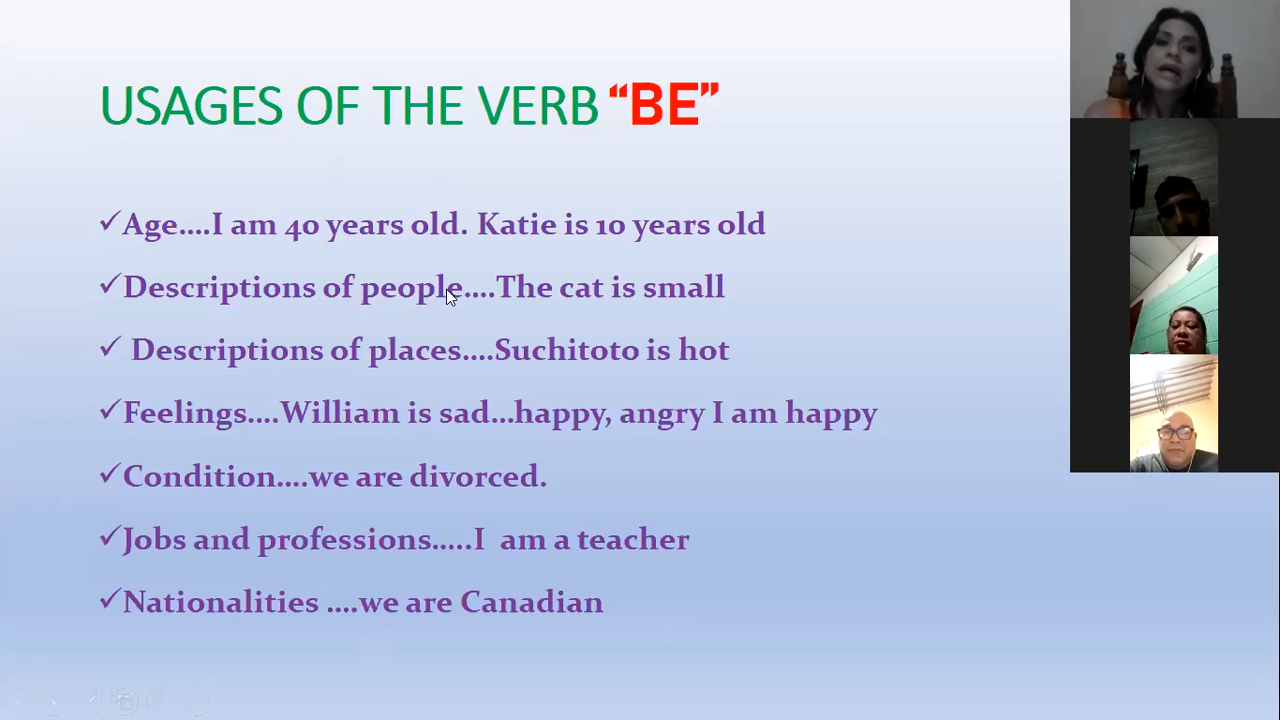 USAGES OF THE VERB “BE”
Age....I am 40 years old. Katie is 10 years old
Descriptions of people....The cat is small
Descriptions of places....Suchitoto is hot
Feelings....William is sad...happy, angry I am happy
Condition....we are divorced.
Jobs and professions.....I  am a teacher
Nationalities ....we are Canadian